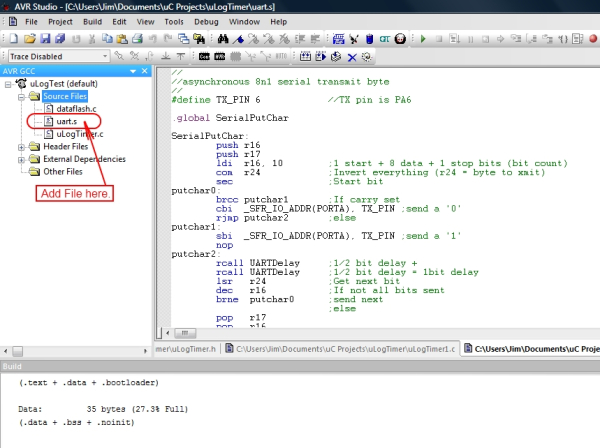 AVR Studio - [C:\Users\Jim\Documents\uC Projects\uLogTimer\uart.s]
File Project Build Edit View Tools Debug Window Help
Trace Disabled
AVR GCC
uLogTest (default)
Source Files
dataflash.c
uart.s
uLogTimer.c
Header Files
External Dependencies
Other Files
Add File here.
//
//asynchronous 8n1 serial transmit byte
//
#define TX_PIN 6 //TX pin is PA6
.global SerialPutChar
SerialPutChar:
push r16
push r17
ldi r16, 10 ;1 start + 8 data + 1 stop bits (bit count)
com r24 ;Invert everything (r24 = byte to xmit)
sec ;Start bit
putchar0:
brcc putchar1 ;If carry set
cbi _SFR_IO_ADDR(PORTA), TX_PIN ;send a '0'
rjmp putchar2 ;else
putchar1:
sbi _SFR_IO_ADDR(PORTA), TX_PIN ;send a '1'
nop
putchar2:
rcall UARTDelay ;1/2 bit delay +
rcall UARTDelay ;1/2 bit delay = 1bit delay
lsr r24 ;Get next bit
dec r16 ;If not all bits sent
brne putchar0 ;send next
;else
pop r17
pop r16
mer\uLogTimer.h C:\Users\Jim\Documents\uC Projects\uLogTimer\uLogTimer1.c C:\Users\Jim\Documents\uC Projec
Build
(.text + .data + .bootloader)
Data: 35 bytes (27.3% Full)
(.data + .bss + .noinit)